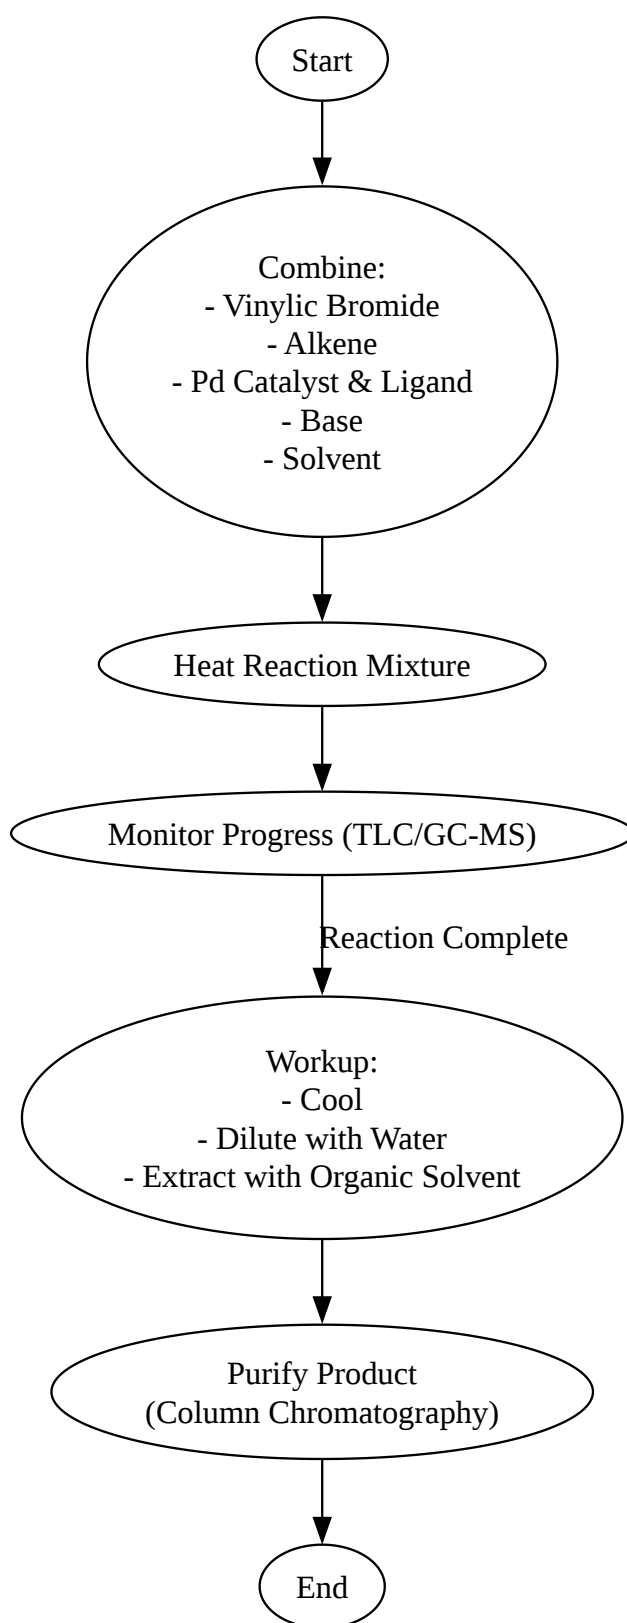 Start
Combine:
- Vinylic Bromide
- Alkene
- Pd Catalyst & Ligand
- Base
- Solvent
Heat Reaction Mixture
Monitor Progress (TLC/GC-MS)
Reaction Complete
Workup:
- Cool
- Dilute with Water
- Extract with Organic Solvent
Purify Product
(Column Chromatography)
End